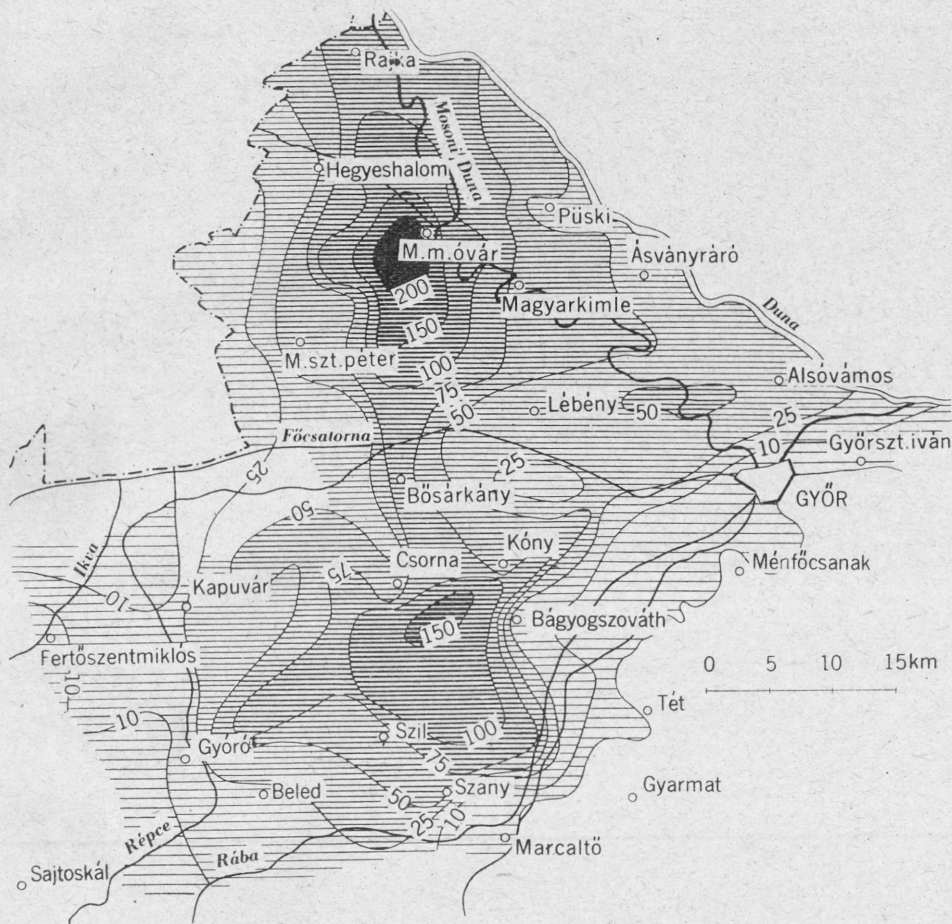 Rajka
Mosoni Duna
Hegyeshalom
Püski
M.m.óvár
Ásványráró
200
Magyarkimle
Duna
150
M.szt.péter
100
Alsóvámos
75
Lébény
50
50
25
Főcsatorna
10
Győrszt.iván
25
25
Bősárkány
GYŐR
50
Kóny
Csorna
Ménfőcsanak
Ikva
75
10
Kapuvár
150
Bágyogszováth
Fertőszentmiklós
0 5 10 15km
10
Tét
10
Szil
100
Gyóró
75
Beled
50
Szany
Gyarmat
25
10
Répce
Rába
Marcaltő
Sajtoskál